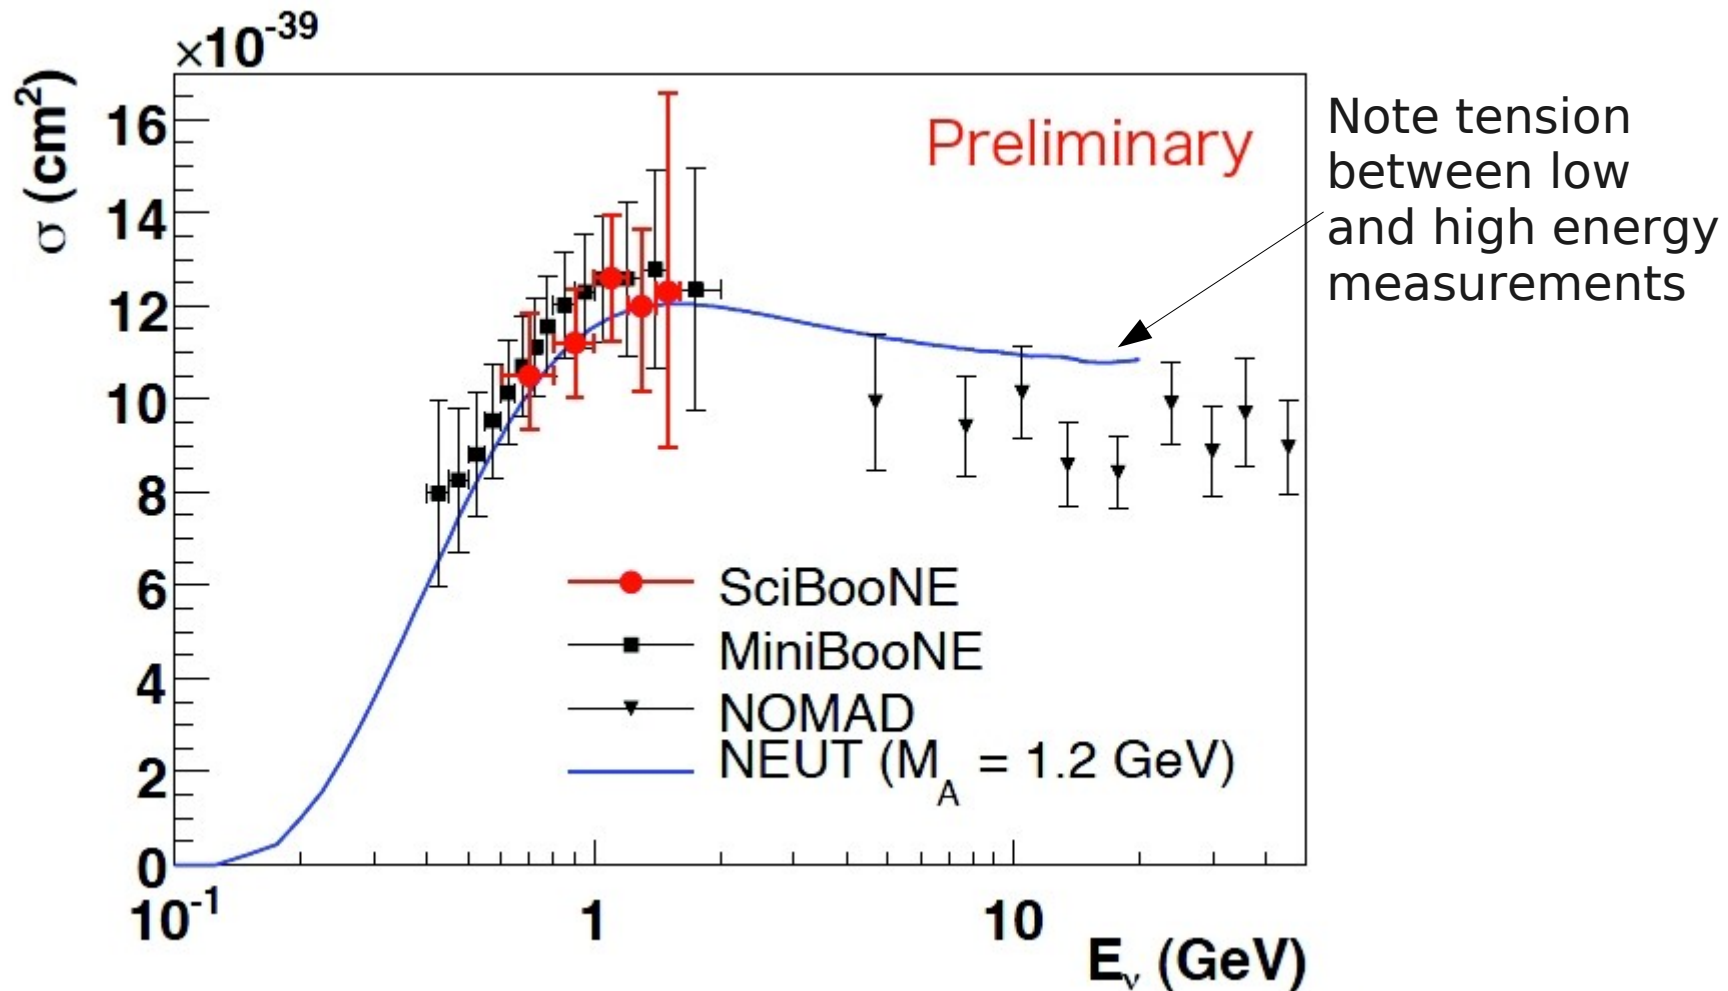 ×10⁻³⁹
σ (cm²)
16
14
12
10
8
6
4
2
0
Preliminary
Note tension
between low
and high energy
measurements
SciBooNE
MiniBooNE
NOMAD
NEUT (M_A = 1.2 GeV)
10⁻¹ 1 10
E_ν (GeV)